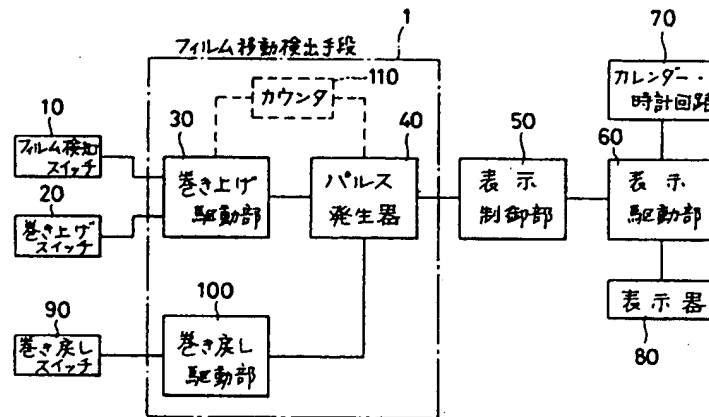 1
フィルム移動検出手段
70
110
カウンタ
カレンダー・
時計回路
10
30
40
50
60
フィルム検知
スイッチ
巻き上げ
駆動部
パルス
発生器
表示
制御部
表示
駆動部
20
巻き上げ
スイッチ
90
100
巻き戻し
スイッチ
巻き戻し
駆動部
表示器
80